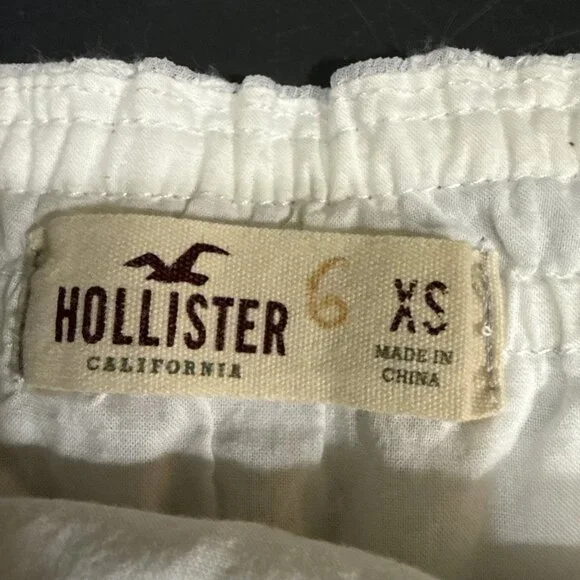 HOLLISTER
CALIFORNIA
6
XS
MADE IN
CHINA